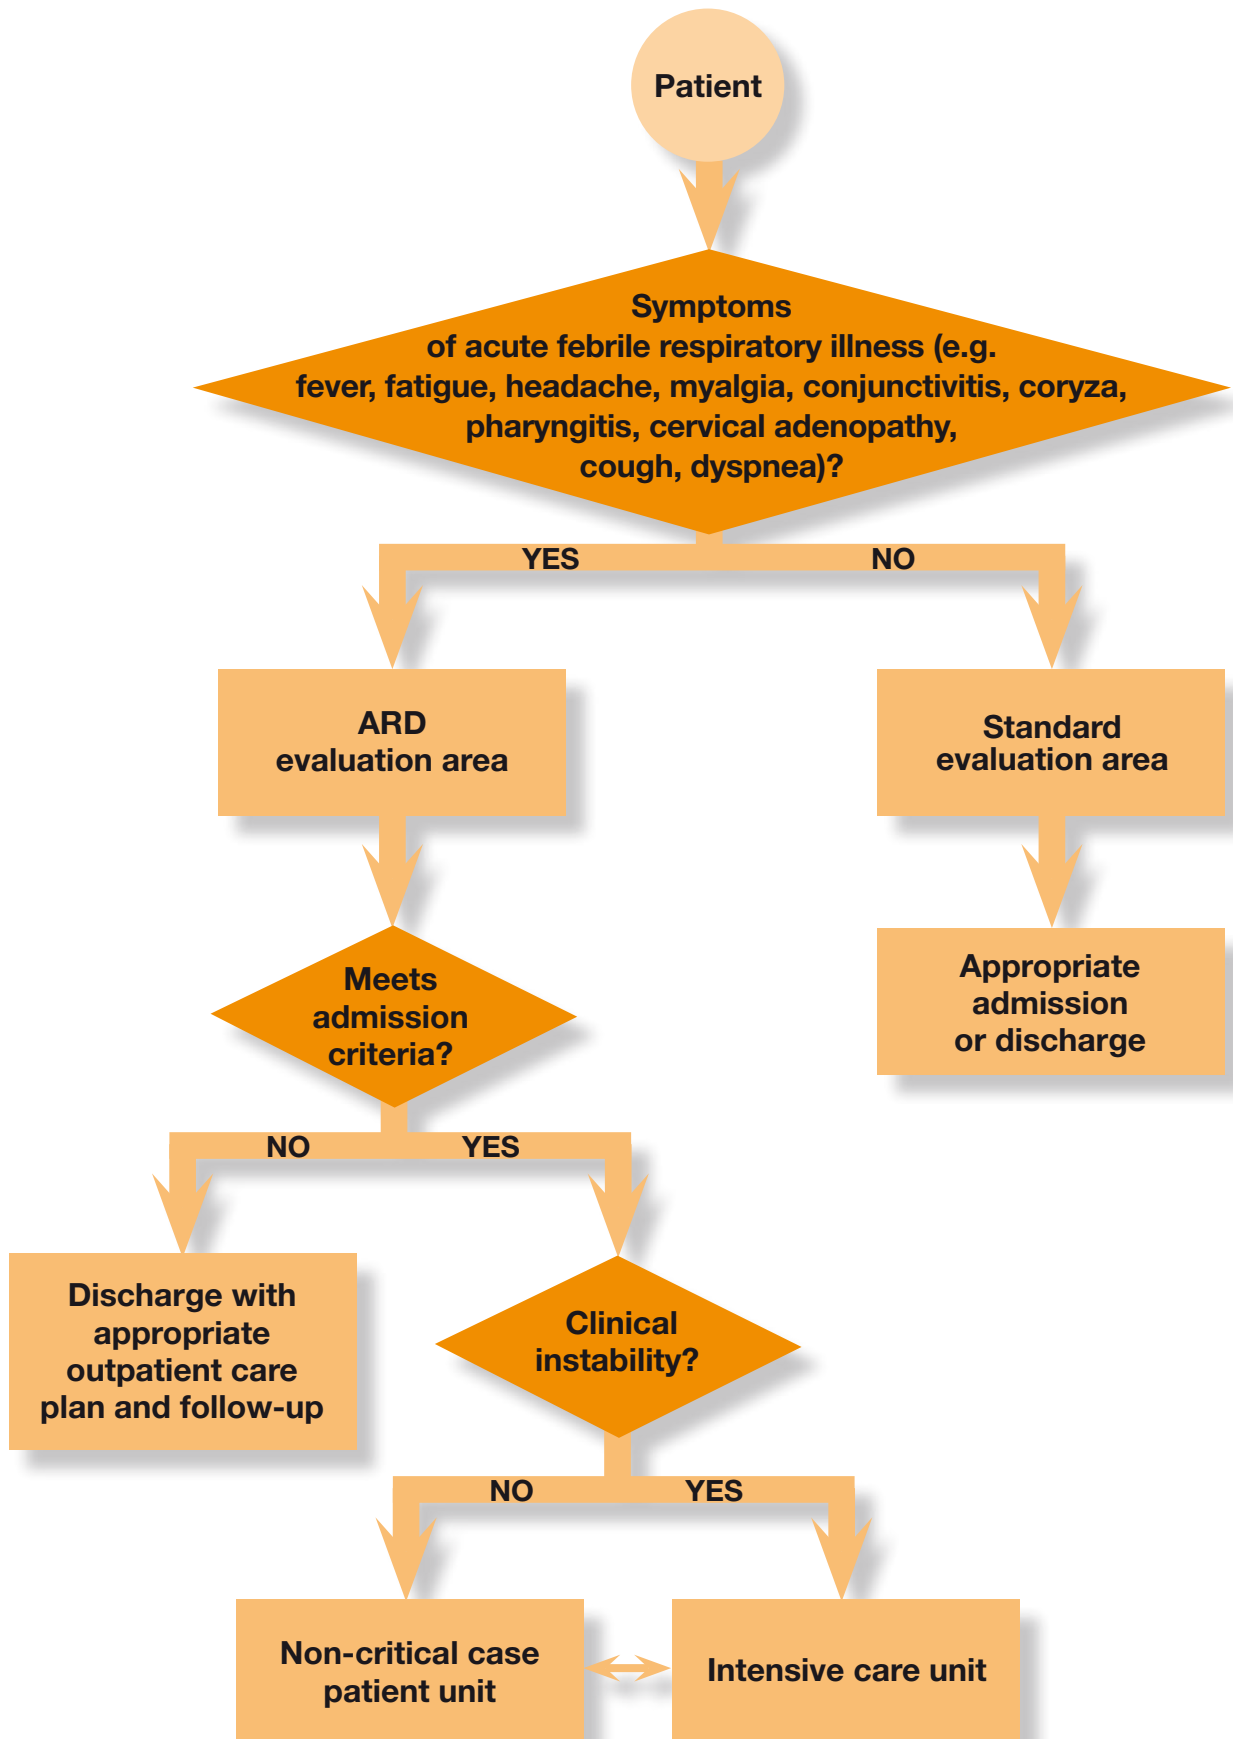 Patient
Symptoms
of acute febrile respiratory illness (e.g.
fever, fatigue, headache, myalgia, conjunctivitis, coryza,
pharyngitis, cervical adenopathy,
cough, dyspnea)?
YES
NO
ARD
evaluation area
Standard
evaluation area
Meets
admission
criteria?
Appropriate
admission
or discharge
NO
YES
Discharge with
appropriate
outpatient care
plan and follow-up
Clinical
instability?
NO
YES
Non-critical case
patient unit
Intensive care unit